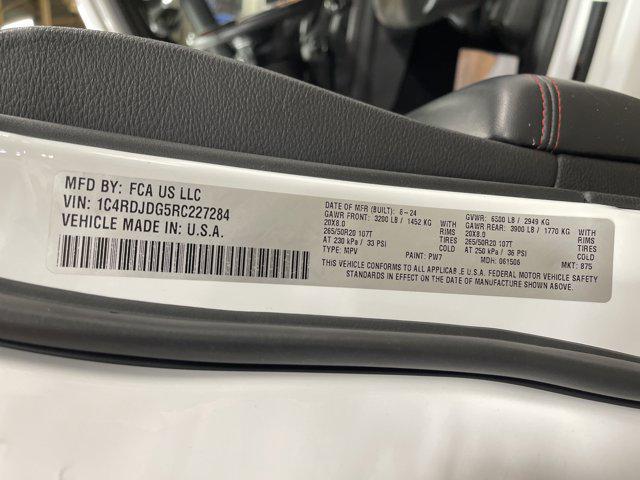 MFD BY: FCA US LLC
VIN: 1C4RDJDG5RC227284
VEHICLE MADE IN: U.S.A.
DATE OF MFR (BUILT): 6-24
GAWR FRONT: 3200 LB / 1452 KG
20X8.0 WITH RIMS
265/50R20 107T TIRES
AT 230 kPa / 33 PSI COLD
TYPE: MPV PAINT: PW7
GVWR: 6500 LB / 2949 KG
GAWR REAR: 3900 LB / 1770 KG
20X8.0 WITH RIMS
265/50R20 107T TIRES
AT 250 kPa / 36 PSI COLD
MDH: 061506 MKT: 875
THIS VEHICLE CONFORMS TO ALL APPLICAB.E U.S.A. FEDERAL MOTOR VEHICLE SAFETY
STANDARDS IN EFFECT ON THE DATE OF MANUFACTURE SHOWN ABOVE.